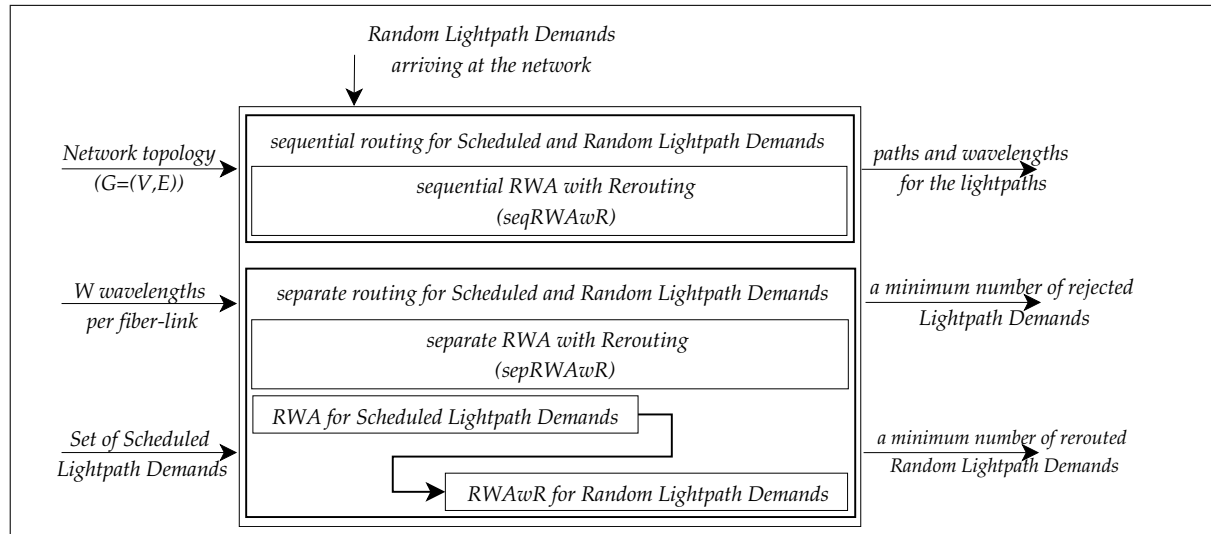 Random Lightpath Demands
arriving at the network
Network topology
(G=(V,E))
sequential routing for Scheduled and Random Lightpath Demands
sequential RWA with Rerouting
(seqRWAwR)
paths and wavelengths
for the lightpaths
W wavelengths
per fiber-link
separate routing for Scheduled and Random Lightpath Demands
separate RWA with Rerouting
(sepRWAwR)
a minimum number of rejected
Lightpath Demands
Set of Scheduled
Lightpath Demands
RWA for Scheduled Lightpath Demands
RWAwR for Random Lightpath Demands
a minimum number of rerouted
Random Lightpath Demands